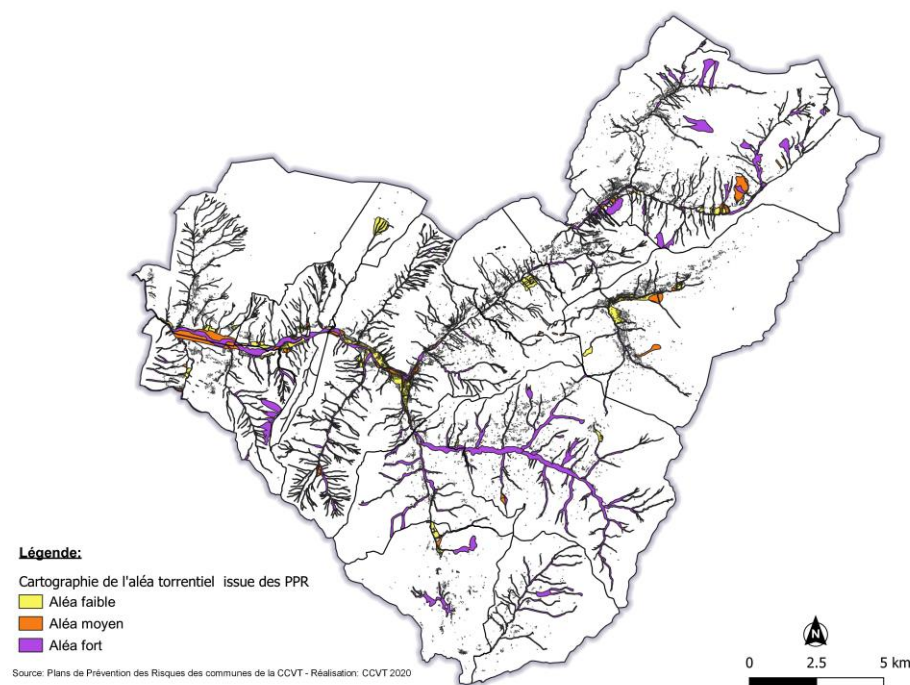 Légende:
Cartographie de l'aléa torrentiel issue des PPR
Aléa faible
Aléa moyen
Aléa fort
Source: Plans de Prévention des Risques des communes de la CCVT - Réalisation: CCVT 2020
N
0 2.5 5 km